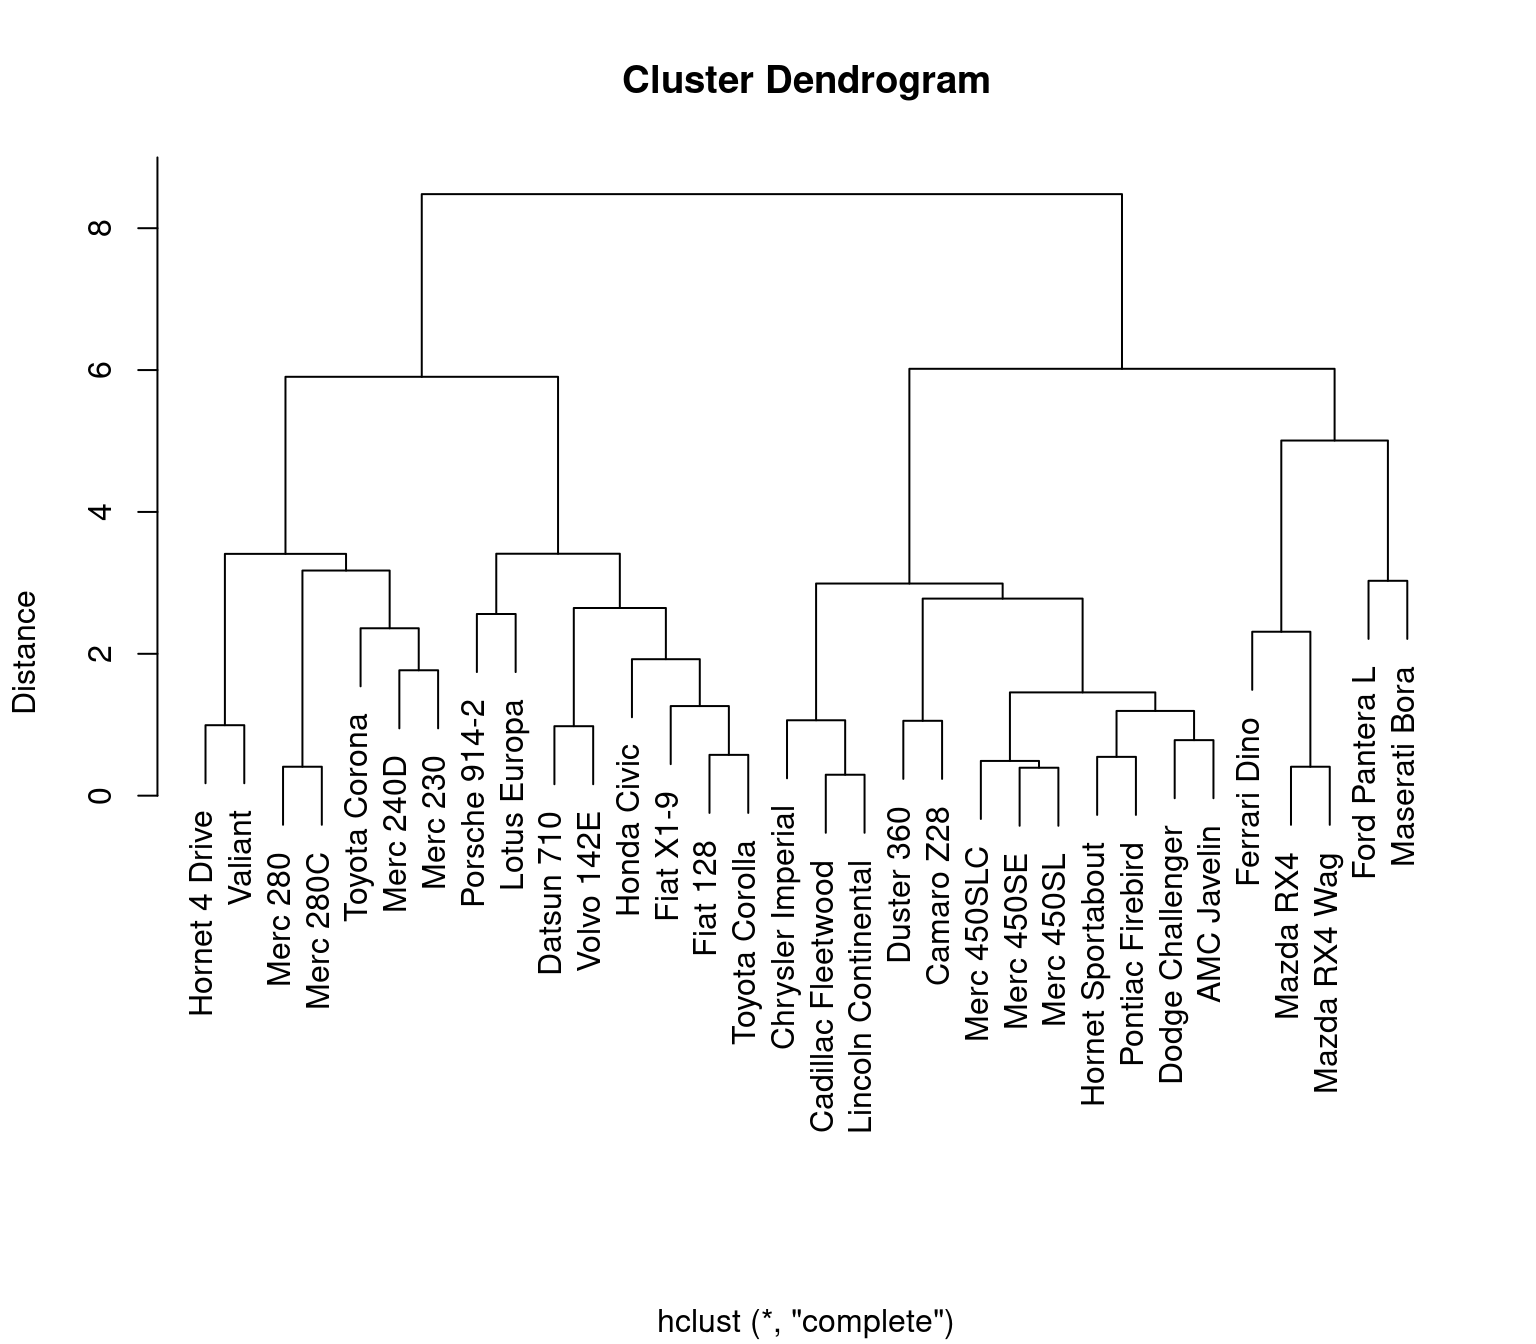 Cluster Dendrogram
Distance
8
6
4
2
0
Hornet 4 Drive
Valiant
Merc 280
Merc 280C
Toyota Corona
Merc 240D
Merc 230
Porsche 914-2
Lotus Europa
Datsun 710
Volvo 142E
Honda Civic
Fiat X1-9
Fiat 128
Toyota Corolla
Chrysler Imperial
Cadillac Fleetwood
Lincoln Continental
Duster 360
Camaro Z28
Merc 450SLC
Merc 450SE
Merc 450SL
Hornet Sportabout
Pontiac Firebird
Dodge Challenger
AMC Javelin
Ferrari Dino
Mazda RX4
Mazda RX4 Wag
Ford Pantera L
Maserati Bora
hclust (*, "complete")